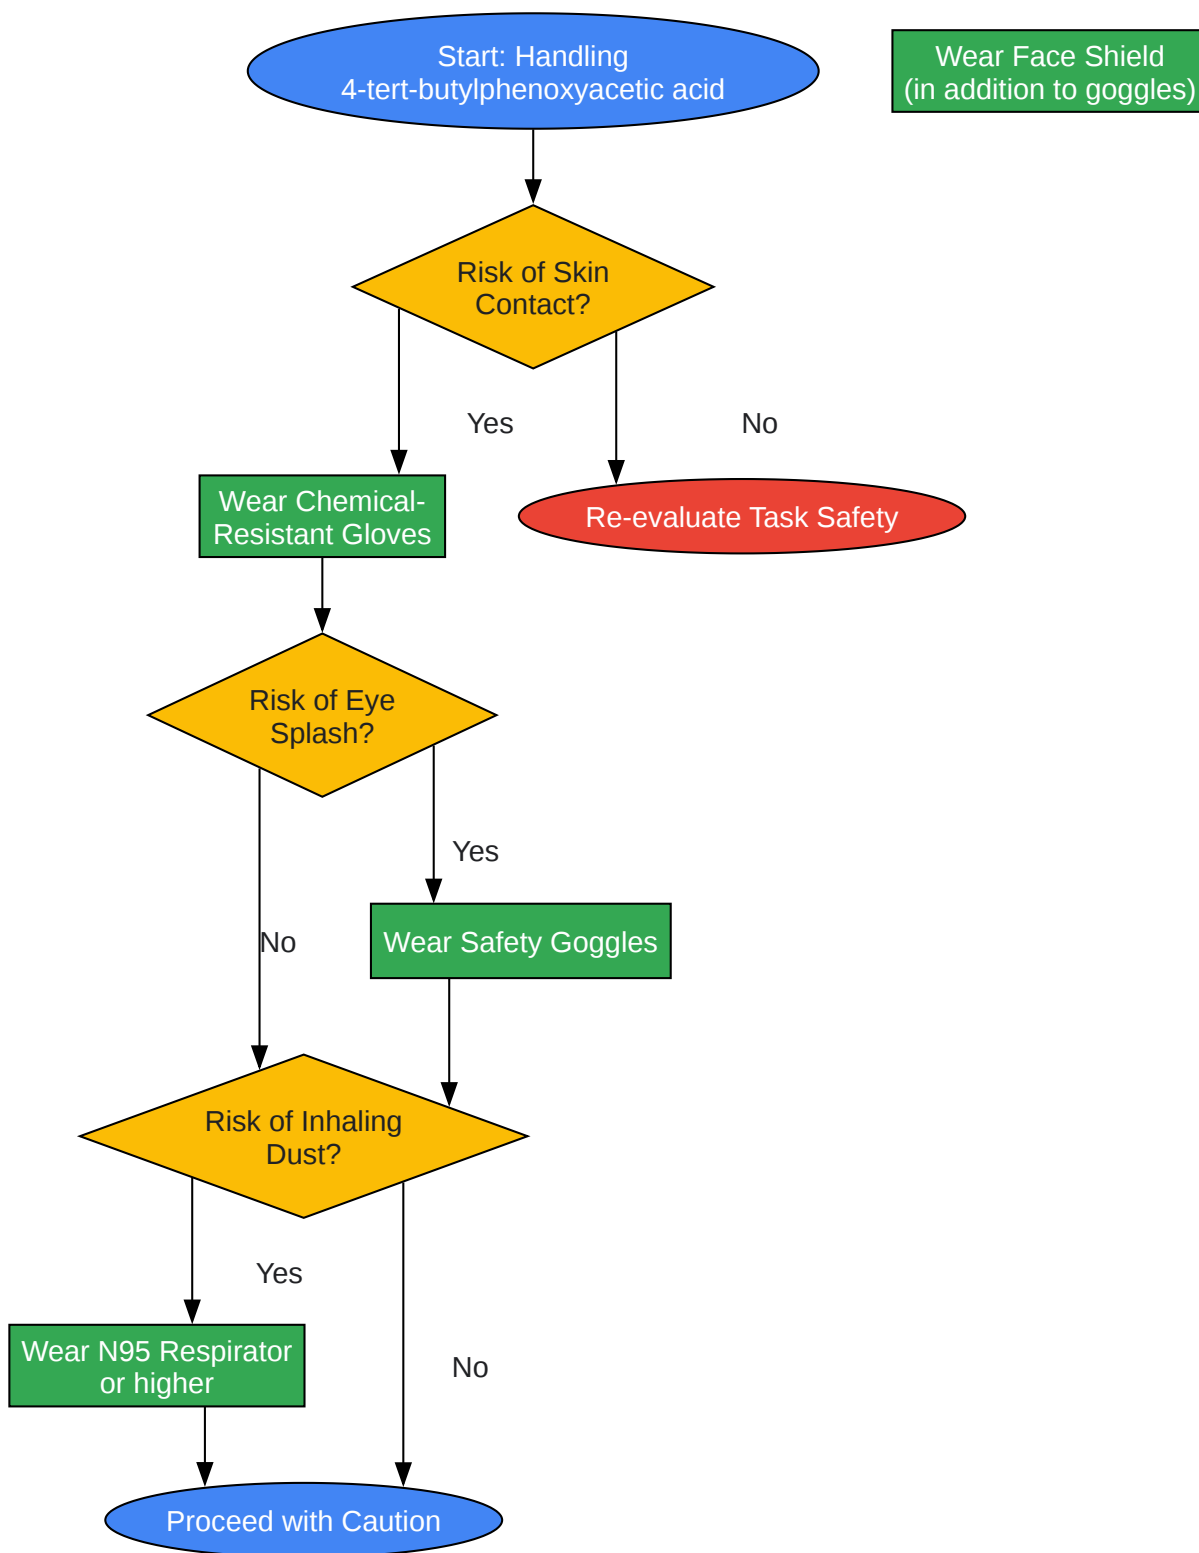 Start: Handling
4-tert-butylphenoxyacetic acid
Wear Face Shield
(in addition to goggles)
Risk of Skin
Contact?
Yes
No
Wear Chemical-
Resistant Gloves
Re-evaluate Task Safety
Risk of Eye
Splash?
Yes
No
Wear Safety Goggles
Risk of Inhaling
Dust?
Yes
Wear N95 Respirator
or higher
No
Proceed with Caution